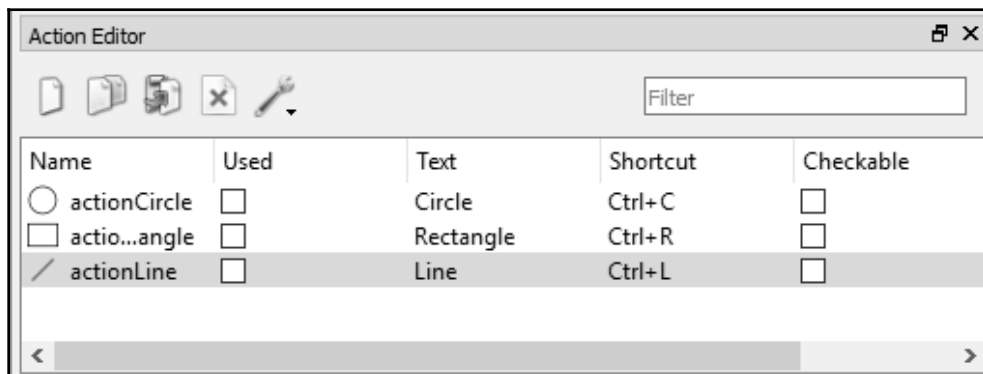 Action Editor
Filter
Name Used Text Shortcut Checkable
actionCircle Circle Ctrl+C
actio...angle Rectangle Ctrl+R
actionLine Line Ctrl+L